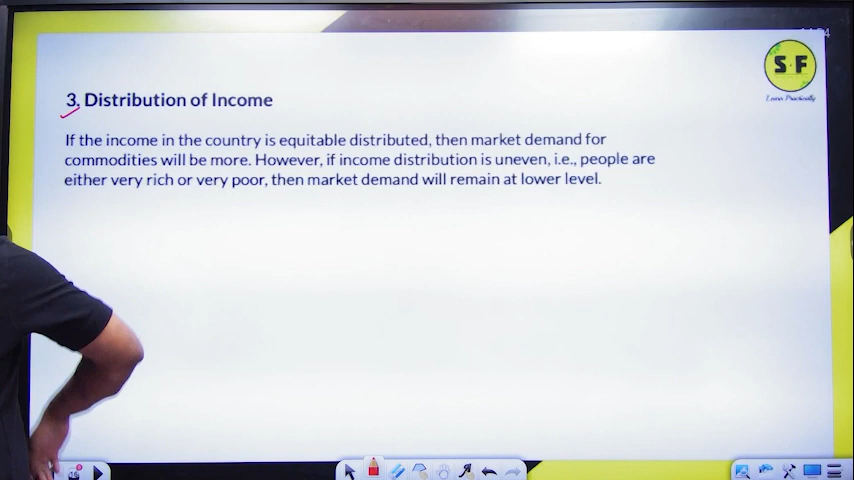 S F
Learn Practically
3. Distribution of Income
If the income in the country is equitable distributed, then market demand for
commodities will be more. However, if income distribution is uneven, i.e., people are
either very rich or very poor, then market demand will remain at lower level.